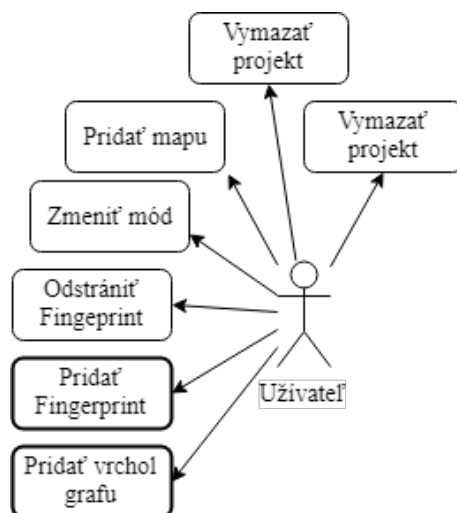 Vymazať
projekt
Pridať mapu
Vymazať
projekt
Zmeniť mód
Odstrániť
Fingeprint
Pridať
Fingerprint
Užívateľ
Pridať vrchol
grafu